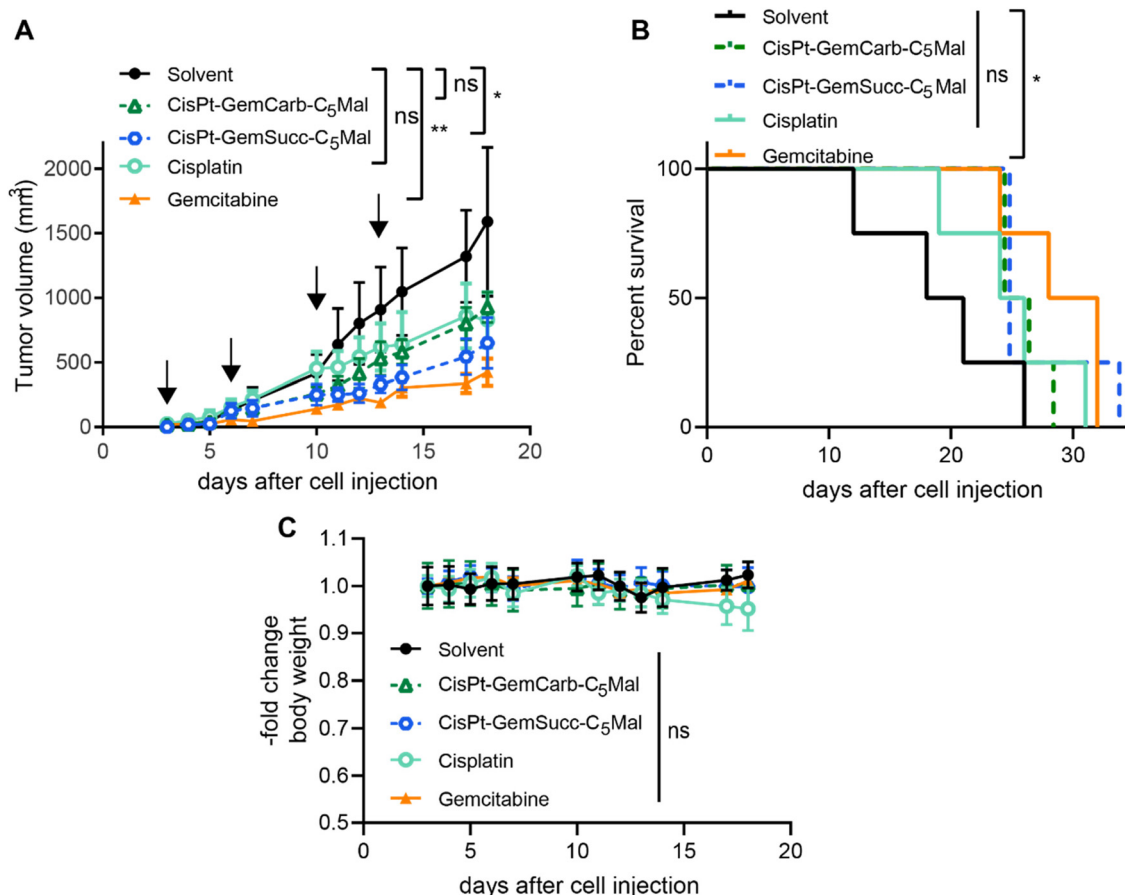 A
Solvent
CisPt-GemCarb-C5Mal
CisPt-GemSucc-C5Mal
Cisplatin
Gemcitabine
ns
**
ns
*
Tumor volume (mm3)
2000
1500
1000
500
0
0 5 10 15 20
days after cell injection
B
Solvent
CisPt-GemCarb-C5Mal
CisPt-GemSucc-C5Mal
Cisplatin
Gemcitabine
ns
*
Percent survival
100
50
0
0 10 20 30
days after cell injection
C
-fold change
body weight
1.1
1.0
0.9
0.8
0.7
0.6
0.5
Solvent
CisPt-GemCarb-C5Mal
CisPt-GemSucc-C5Mal
Cisplatin
Gemcitabine
ns
0 5 10 15 20
days after cell injection